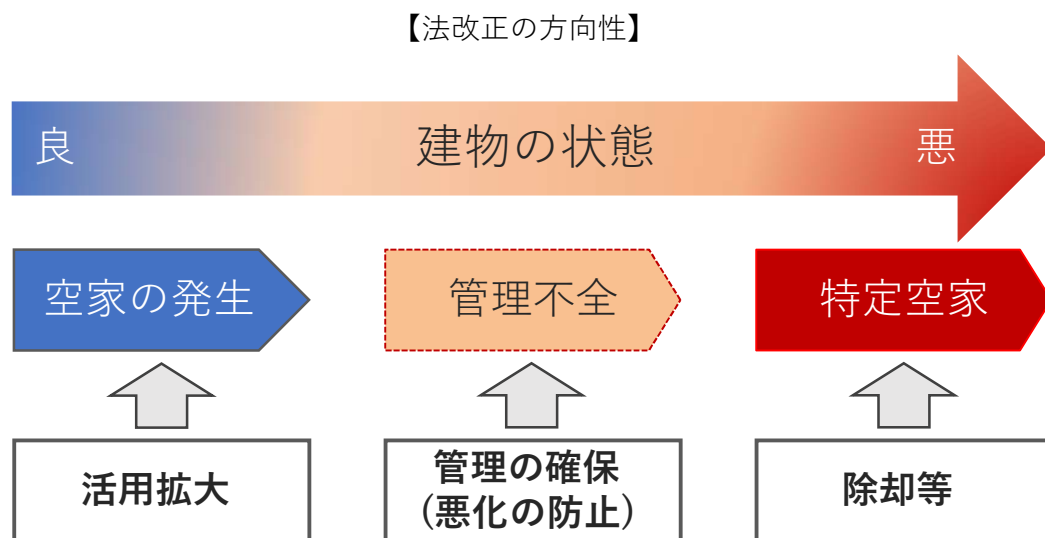 【法改正の方向性】
良 建物の状態 悪
空家の発生 管理不全 特定空家
活用拡大
管理の確保
(悪化の防止)
除却等